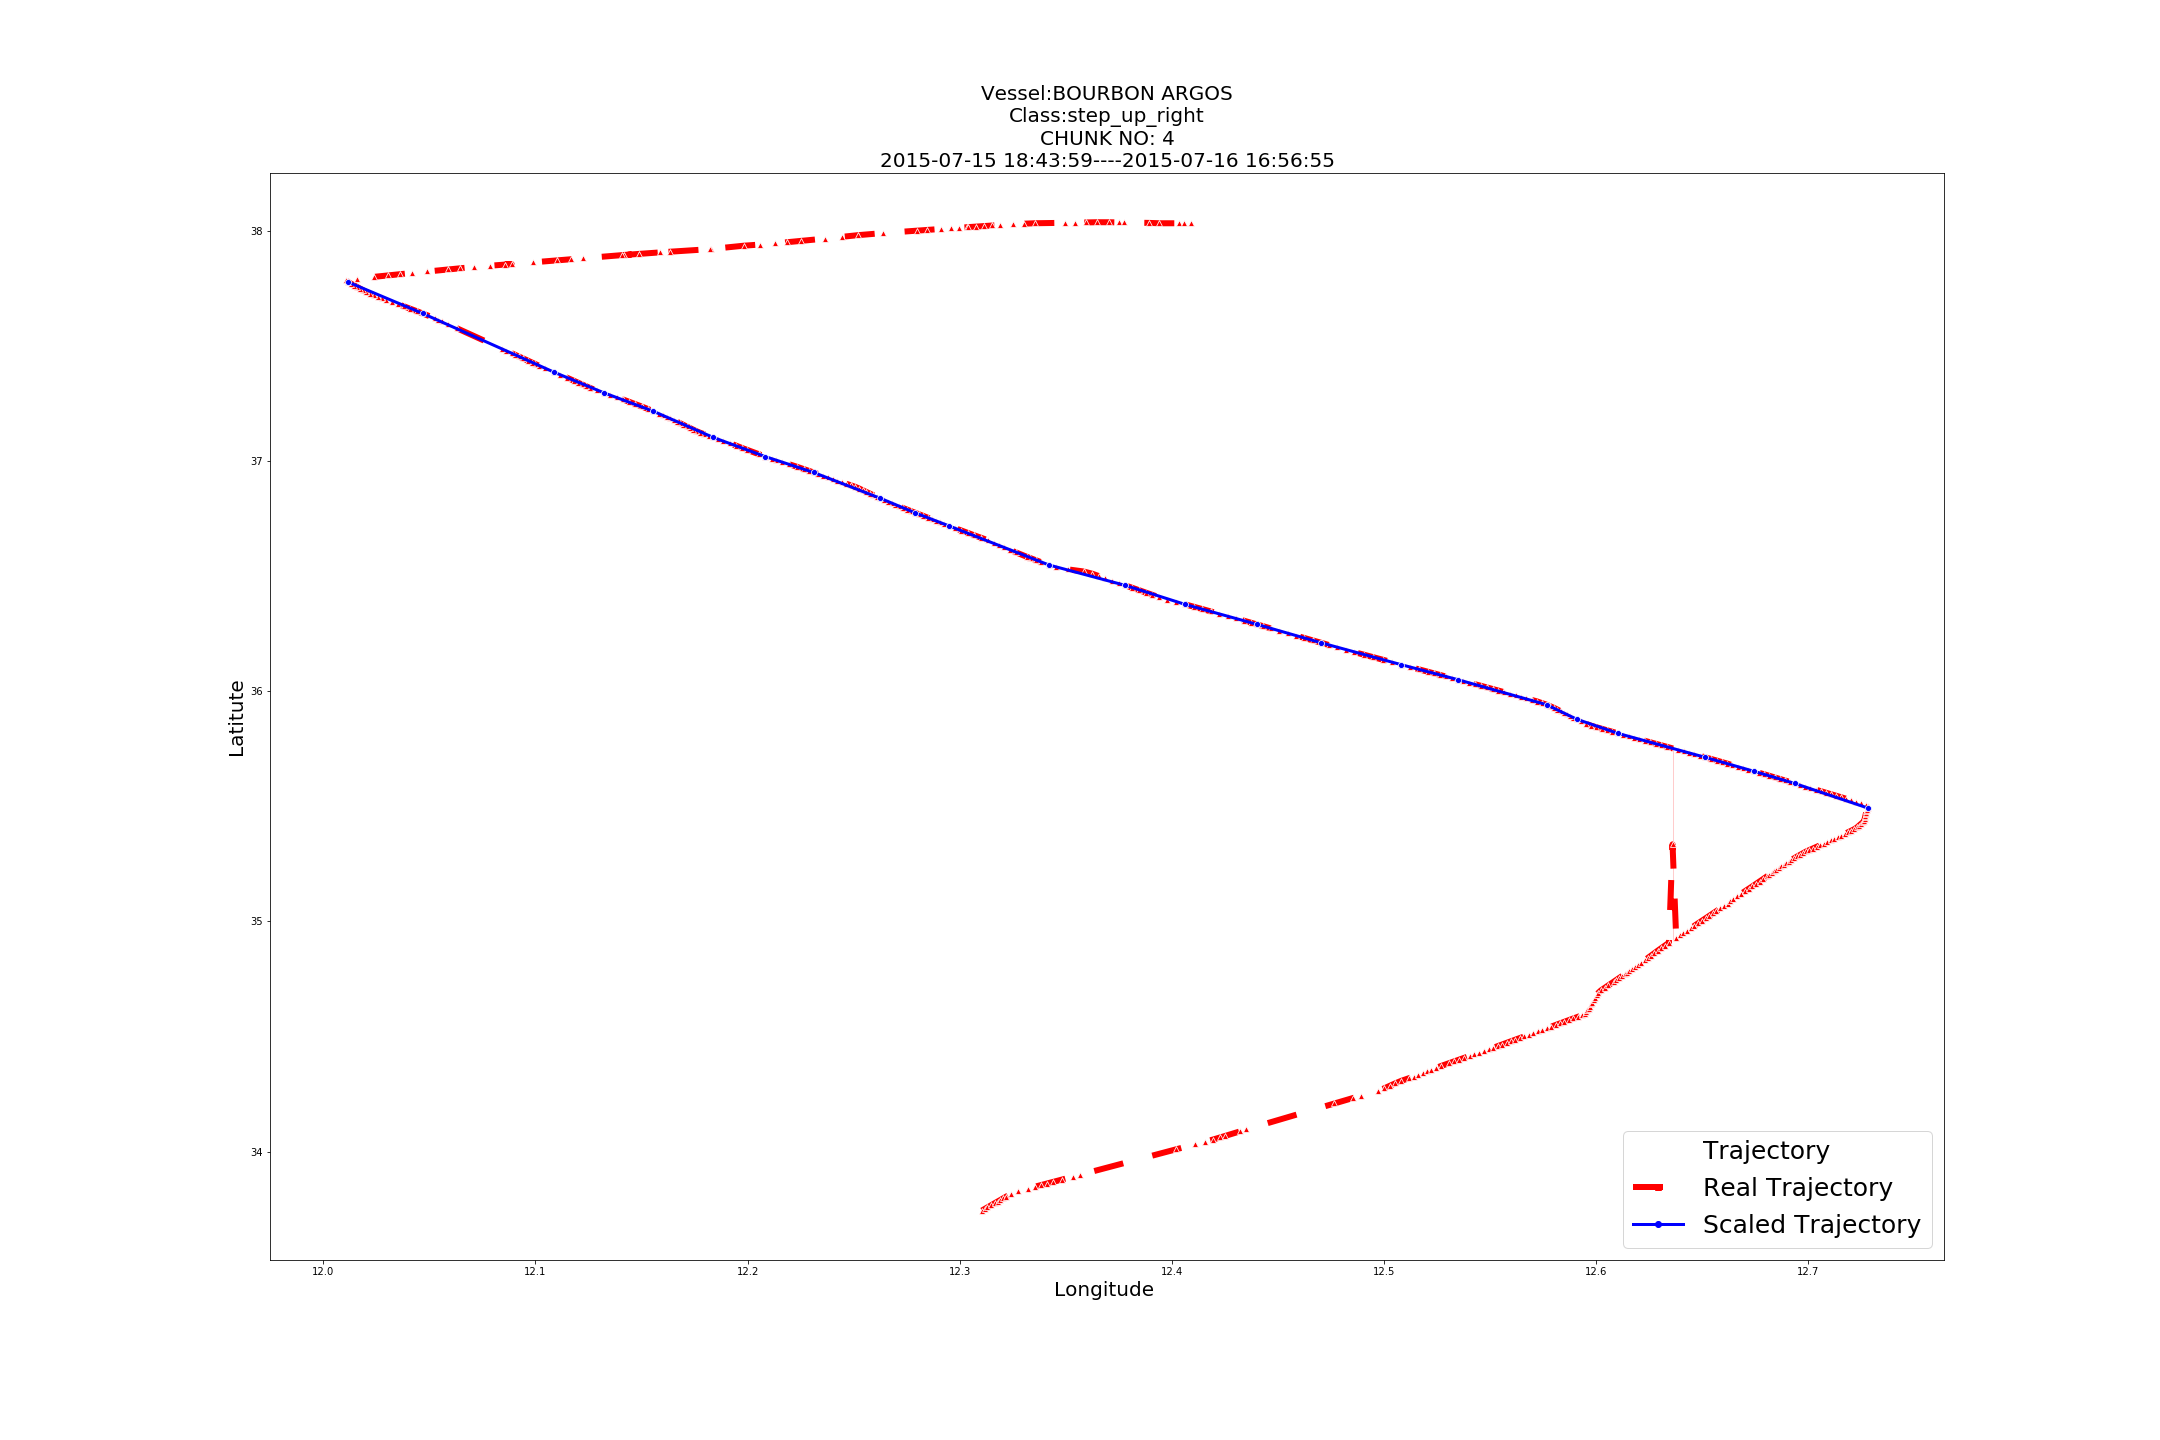 Vessel:BOURBON ARGOS
Class:step_up_right
CHUNK NO: 4
2015-07-15 18:43:59----2015-07-16 16:56:55
38
37
36
35
34
Latitute
12.0 12.1 12.2 12.3 12.4 12.5 12.6 12.7
Longitude
Trajectory
Real Trajectory
Scaled Trajectory